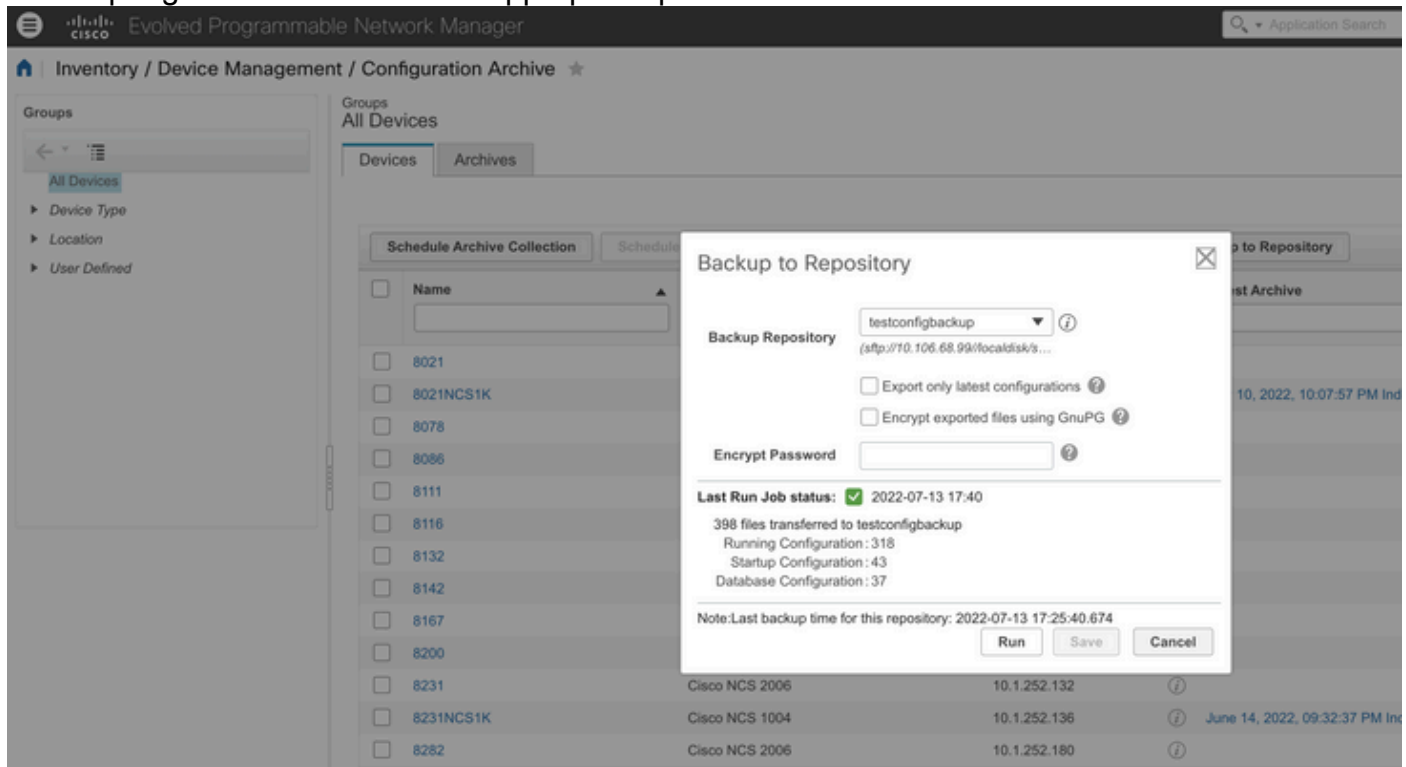 cisco Evolved Programmable Network Manager
Application Search
Inventory / Device Management / Configuration Archive
Groups
All Devices
Device Type
Location
User Defined
Groups
All Devices
Devices Archives
Schedule Archive Collection Schedule p to Repository
Name st Archive
8021
8021NCS1K 10, 2022, 10:07:57 PM Ind
8078
8086
8111
8116
8132
8142
8167
8200
8231 Cisco NCS 2006 10.1.252.132
8231NCS1K Cisco NCS 1004 10.1.252.136 June 14, 2022, 09:32:37 PM Ind
8282 Cisco NCS 2006 10.1.252.180
Backup to Repository
Backup Repository testconfigbackup
(sftp://10.106.68.99//localdisk/s...
Export only latest configurations
Encrypt exported files using GnuPG
Encrypt Password
Last Run Job status: 2022-07-13 17:40
398 files transferred to testconfigbackup
Running Configuration : 318
Startup Configuration : 43
Database Configuration : 37
Note:Last backup time for this repository: 2022-07-13 17:25:40.674
Run Save Cancel